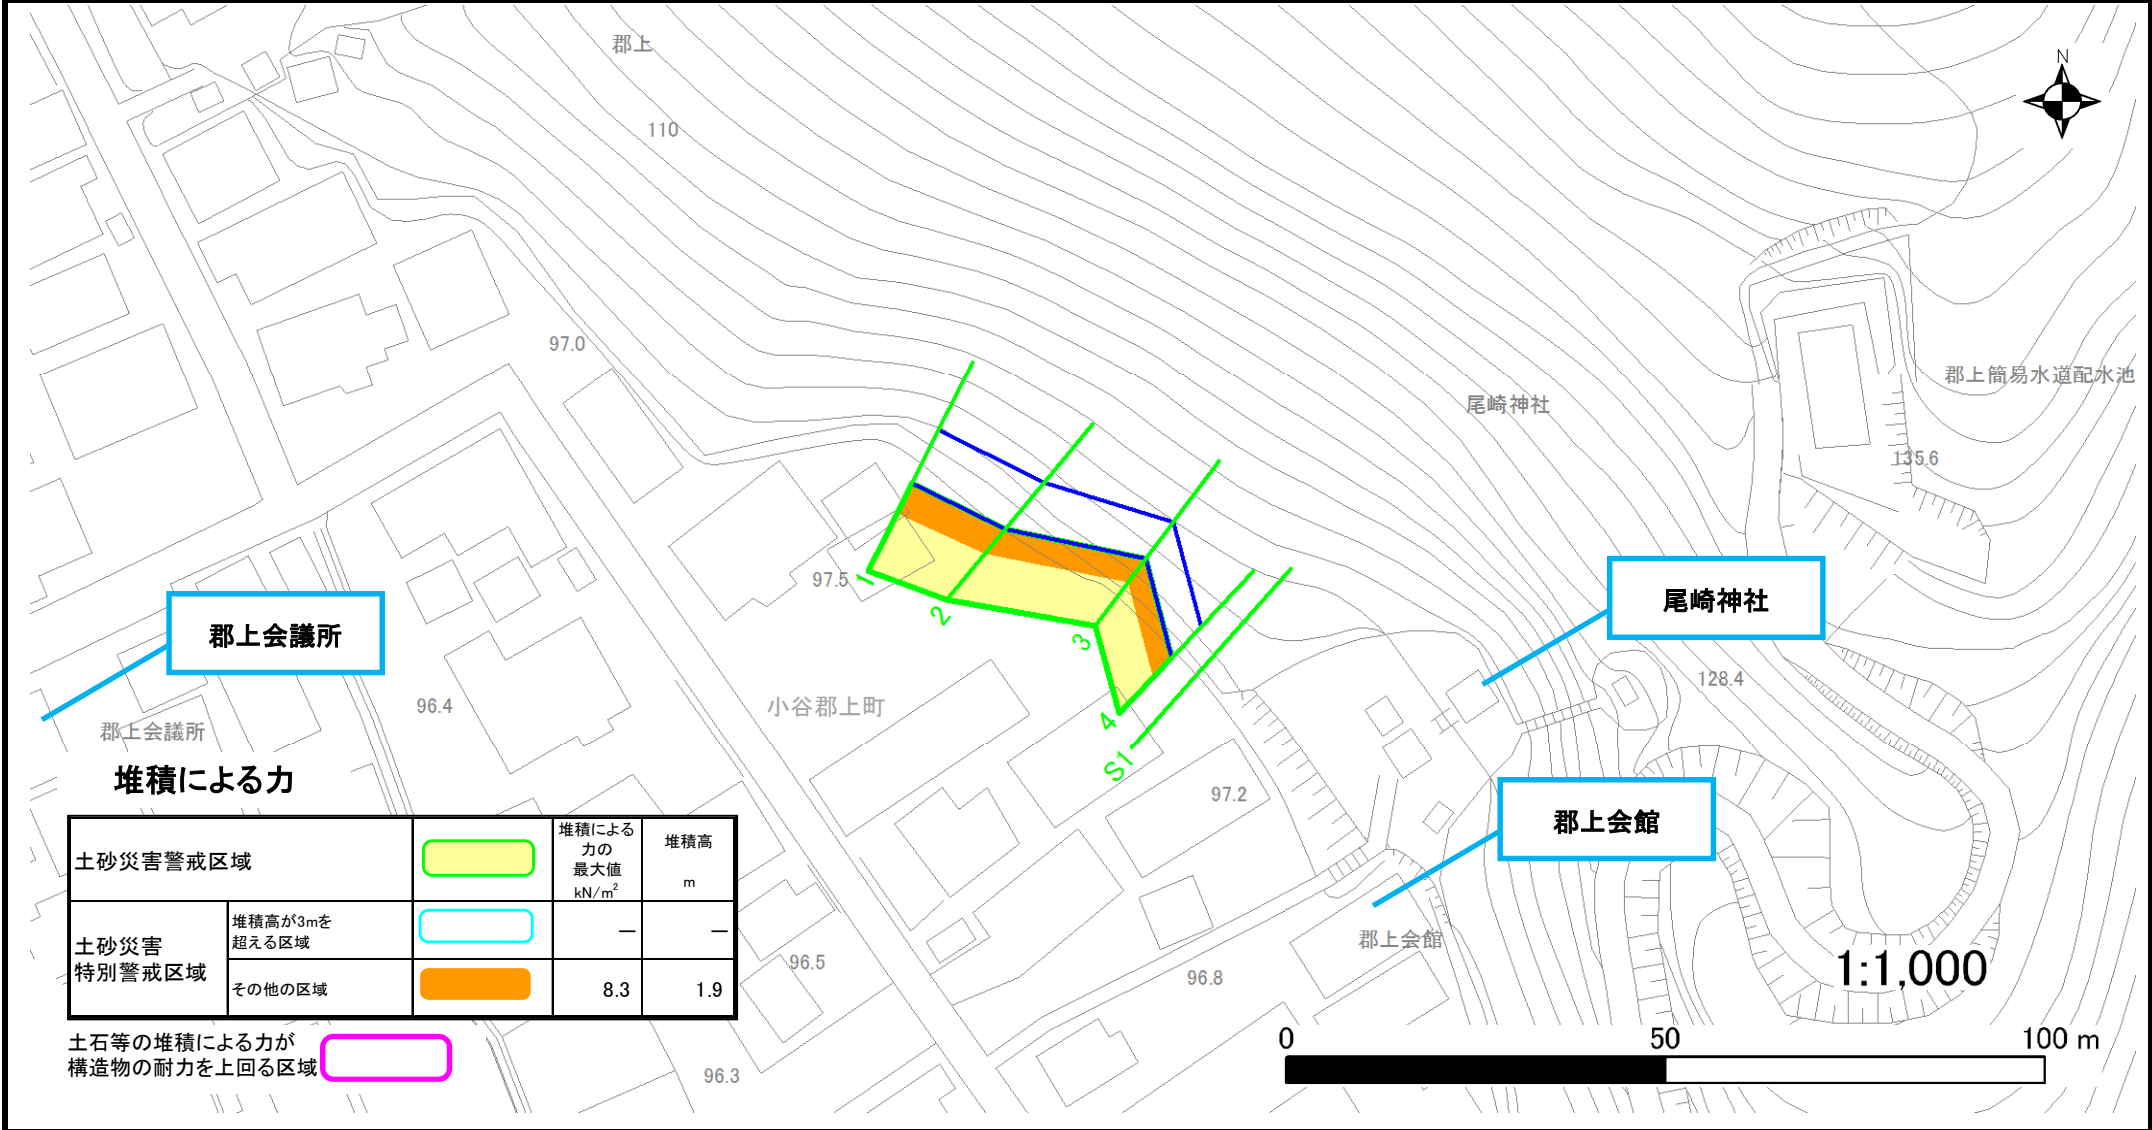 郡上
N
110
97.0
郡上簡易水道配水池
尾崎神社
135.6
97.5
1
2
3
4
S1
尾崎神社
郡上会議所
128.4
96.4
小谷郡上町
郡上会議所
97.2
堆積による力
郡上会館
土砂災害警戒区域
堆積による
力の
最大値
kN/m²
堆積高
m
土砂災害
特別警戒区域
堆積高が3mを
超える区域
—
—
その他の区域
8.3
1.9
郡上会館
96.5
96.8
1:1,000
土石等の堆積による力が
構造物の耐力を上回る区域
96.3
0
50
100 m